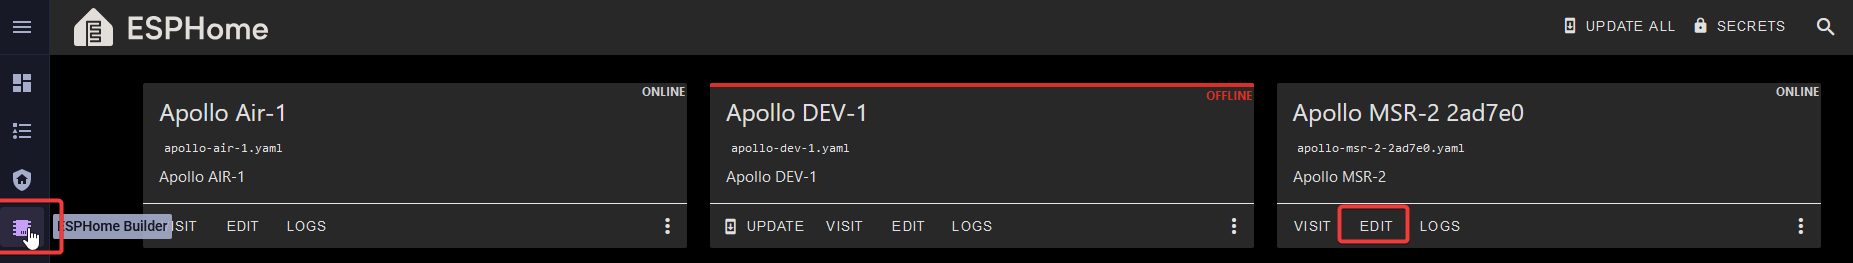 ESPHome
UPDATE ALL
SECRETS
ONLINE
Apollo Air-1
apollo-air-1.yaml
Apollo AIR-1
ESPHome Builder
VISIT
EDIT
LOGS
OFFLINE
Apollo DEV-1
apollo-dev-1.yaml
Apollo DEV-1
UPDATE
VISIT
EDIT
LOGS
ONLINE
Apollo MSR-2 2ad7e0
apollo-msr-2-2ad7e0.yaml
Apollo MSR-2
VISIT
EDIT
LOGS